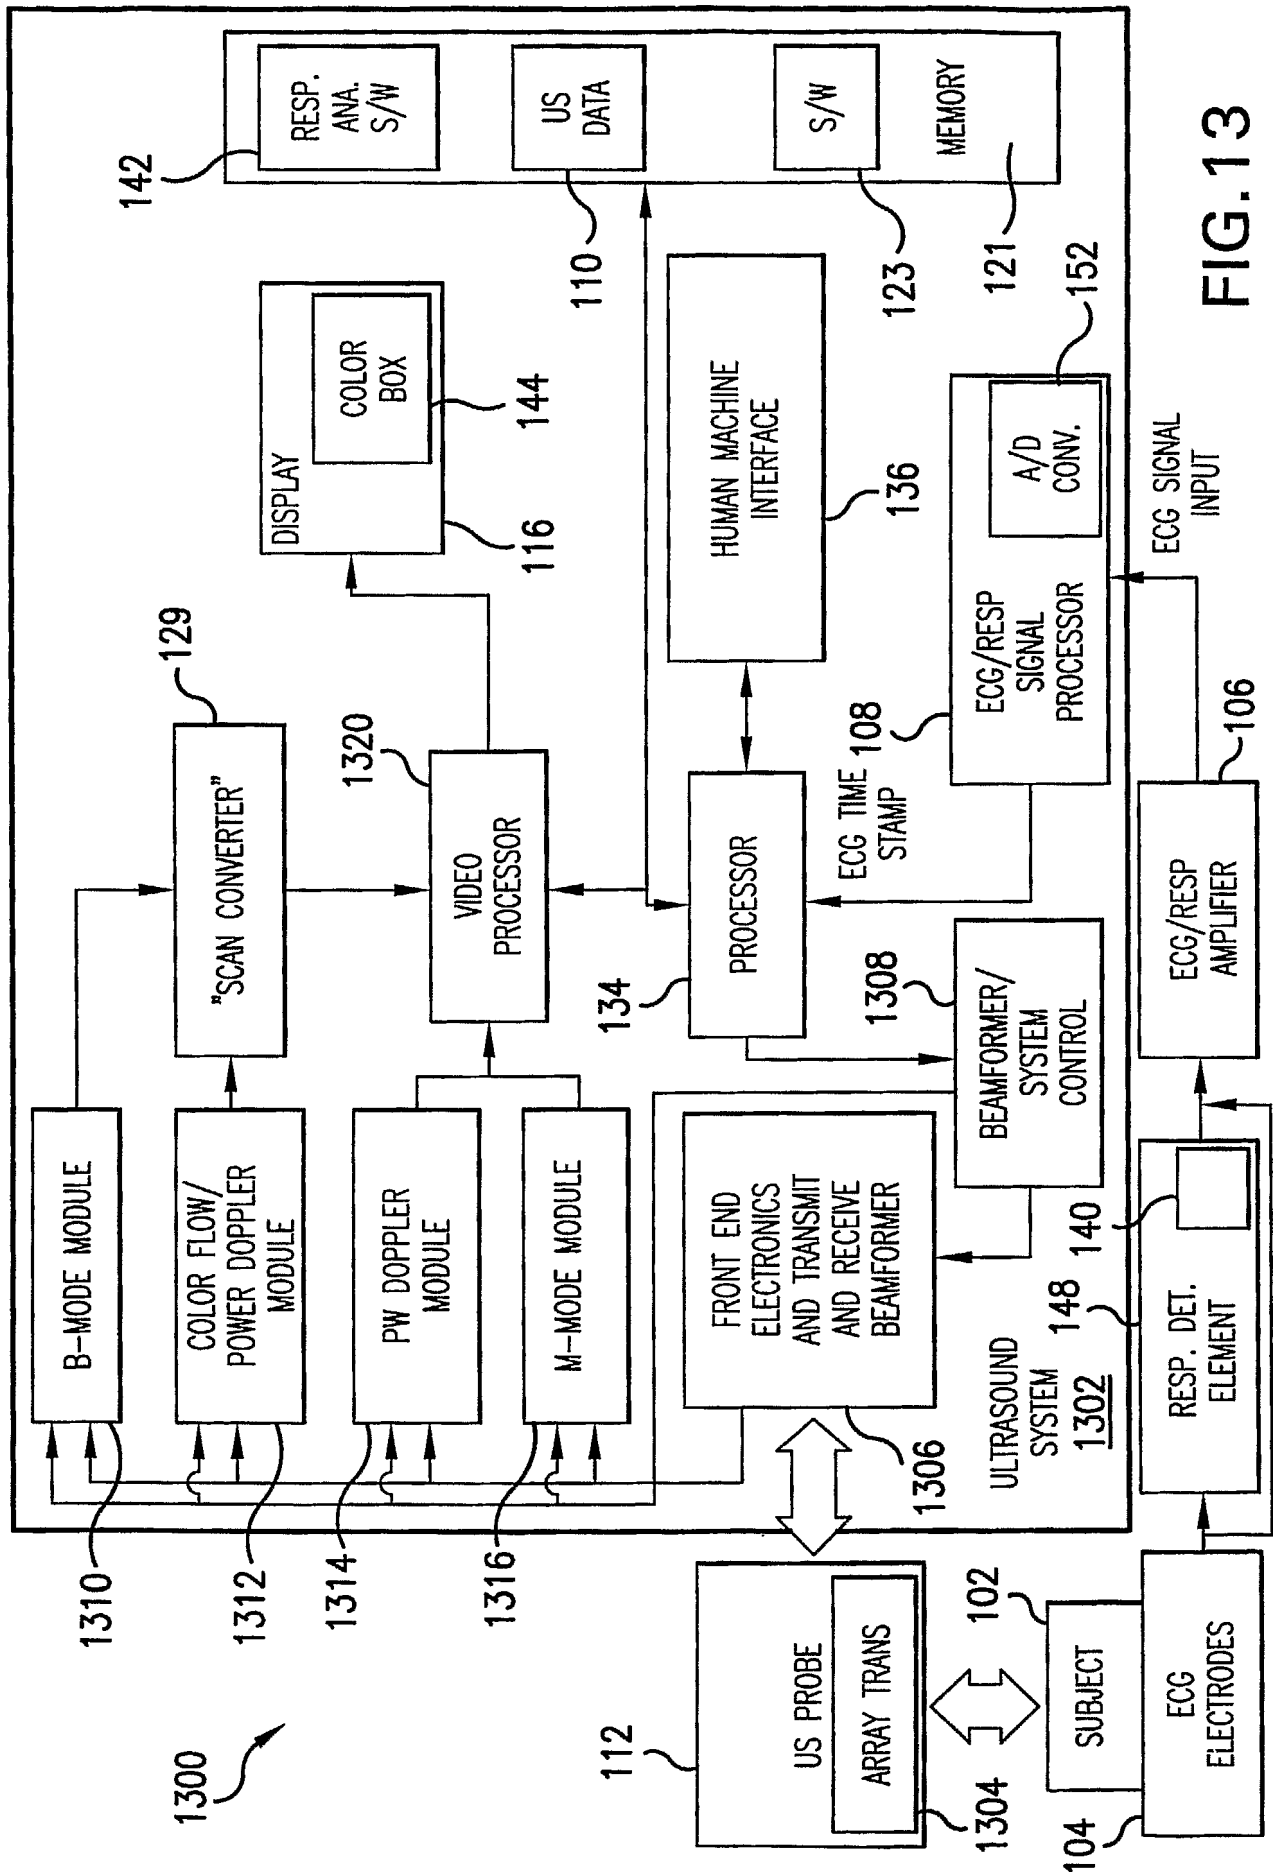 1300
1310
B-MODE MODULE
1312
COLOR FLOW/
POWER DOPPLER
MODULE
1314
PW DOPPLER
MODULE
1316
M-MODE MODULE
129
"SCAN CONVERTER"
1320
VIDEO
PROCESSOR
DISPLAY
COLOR
BOX
144
116
142
RESP.
ANA.
S/W
110
US
DATA
123
S/W
MEMORY
121
112
US PROBE
ARRAY TRANS
1304
1306
FRONT END
ELECTRONICS
AND TRANSMIT
AND RECEIVE
BEAMFORMER
134
PROCESSOR
HUMAN MACHINE
INTERFACE
136
ECG TIME
STAMP
1308
BEAMFORMER/
SYSTEM
CONTROL
108
ECG/RESP
SIGNAL
PROCESSOR
A/D
CONV.
152
ULTRASOUND
SYSTEM
1302
102
SUBJECT
104
ECG
ELECTRODES
148
RESP. DET.
ELEMENT
140
ECG/RESP
AMPLIFIER
106
ECG SIGNAL
INPUT
FIG. 13